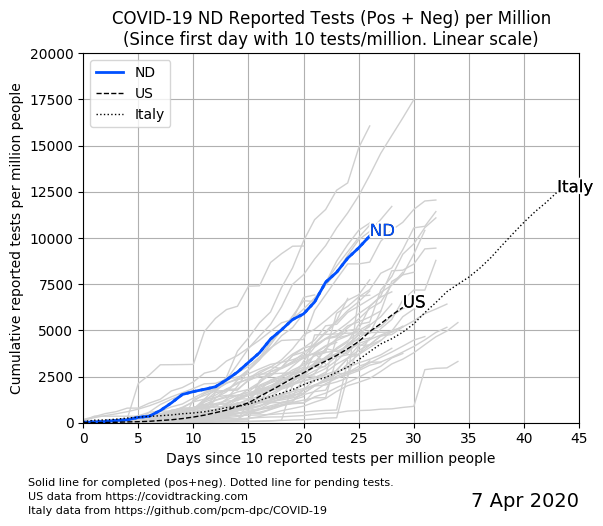 COVID-19 ND Reported Tests (Pos + Neg) per Million
(Since first day with 10 tests/million. Linear scale)
Cumulative reported tests per million people
20000
17500
15000
12500
10000
7500
5000
2500
0
ND
US
Italy
Italy
ND
US
0 5 10 15 20 25 30 35 40 45
Days since 10 reported tests per million people
Solid line for completed (pos+neg). Dotted line for pending tests.
US data from https://covidtracking.com
Italy data from https://github.com/pcm-dpc/COVID-19
7 Apr 2020